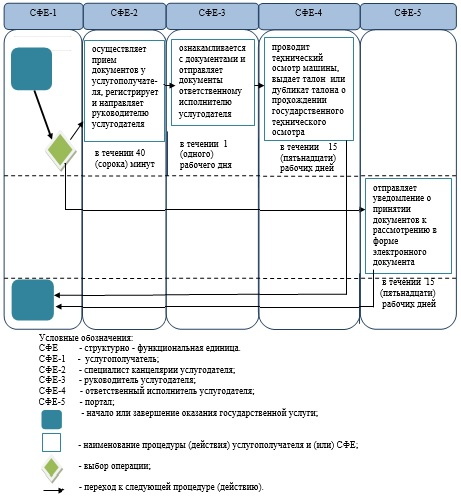 СФЕ-1
СФЕ-2
СФЕ-3
СФЕ-4
СФЕ-5
осуществляет
прием
документов у
услугополучате-
ля, регистрирует
и направляет
руководителю
услугодателя
в течении 40
(сорока) минут
ознакамливается
с документами и
отправляет
документы
ответственному
исполнителю
услугодателя
в течении 1
(одного)
рабочего дня
проводит
технический
осмотр машины,
выдает талон или
дубликат талона о
прохождении
государственного
технического
осмотра
в течении 15
(пятьнадцати)
рабочих дней
отправляет
уведомление о
принятии
документов к
рассмотрению в
форме
электронного
документа
в течении 15
(пятьнадцати)
рабочих дней
Условные обозначения:
СФЕ - структурно - функциональная единица.
СФЕ-1 - услугополучатель;
СФЕ-2 - специалист канцелярии услугодателя;
СФЕ-3 - руководитель услугодателя;
СФЕ-4 - ответственный исполнитель услугодателя;
СФЕ-5 - портал;
- начало или завершение оказания государственной услуги;
- наименование процедуры (действия) услугополучателя и (или) СФЕ;
- выбор операции;
- переход к следующей процедуре (действию).